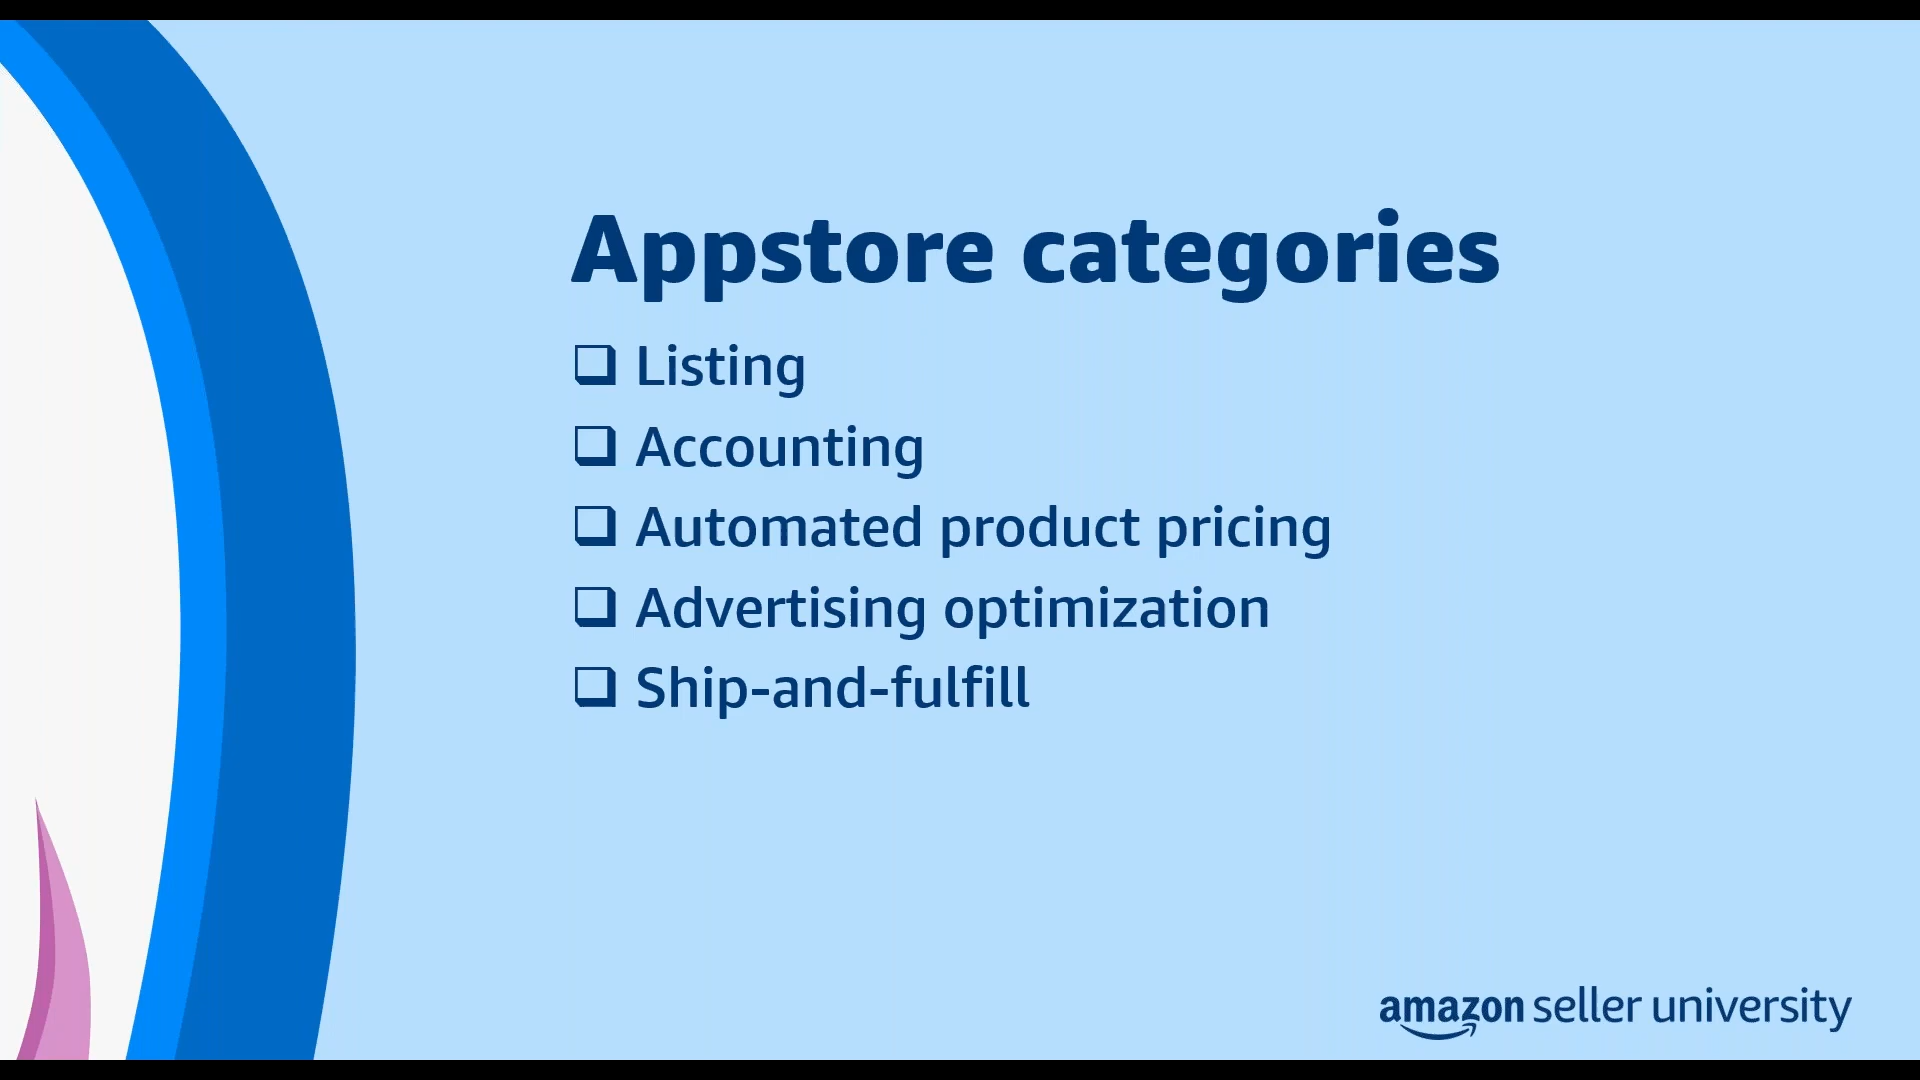 Appstore categories
❑ Listing
❑ Accounting
❑ Automated product pricing
❑ Advertising optimization
❑ Ship-and-fulfill
amazon seller university